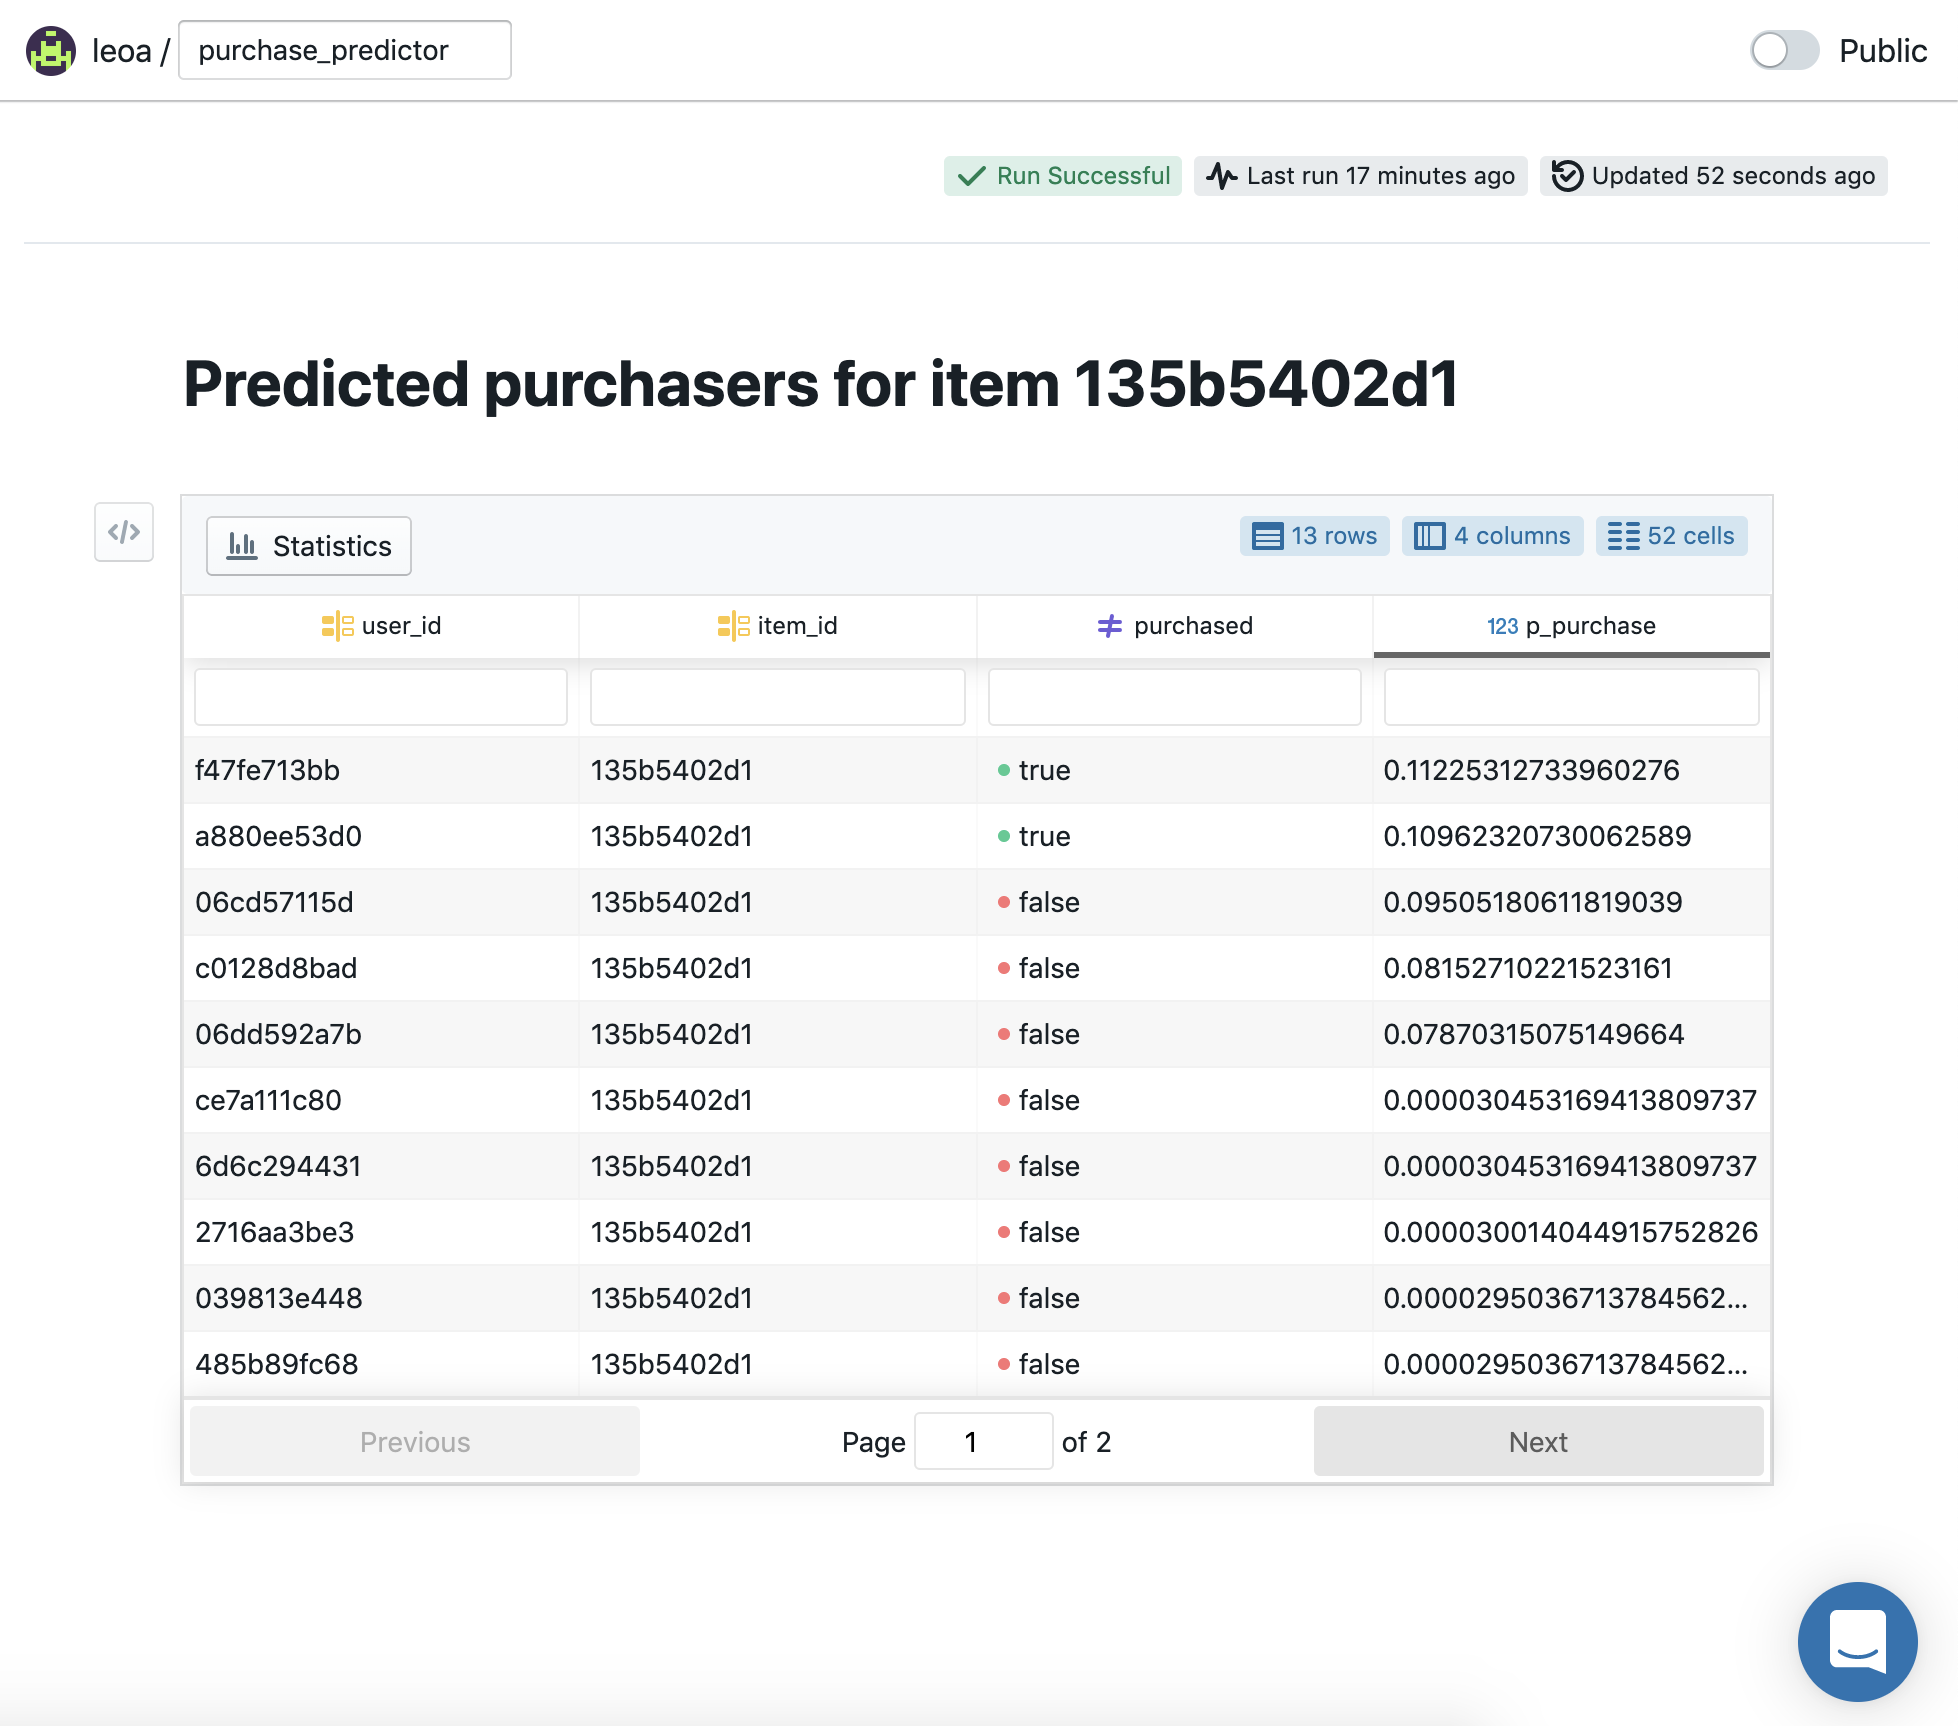 leoa / purchase_predictor Public
Run Successful Last run 17 minutes ago Updated 52 seconds ago
Predicted purchasers for item 135b5402d1
</> Statistics 13 rows 4 columns 52 cells
user_id item_id purchased 123 p_purchase
f47fe713bb 135b5402d1 true 0.11225312733960276
a880ee53d0 135b5402d1 true 0.10962320730062589
06cd57115d 135b5402d1 false 0.09505180611819039
c0128d8bad 135b5402d1 false 0.08152710221523161
06dd592a7b 135b5402d1 false 0.07870315075149664
ce7a111c80 135b5402d1 false 0.000030453169413809737
6d6c294431 135b5402d1 false 0.000030453169413809737
2716aa3be3 135b5402d1 false 0.000030014044915752826
039813e448 135b5402d1 false 0.0000295036713784562...
485b89fc68 135b5402d1 false 0.0000295036713784562...
Previous Page 1 of 2 Next